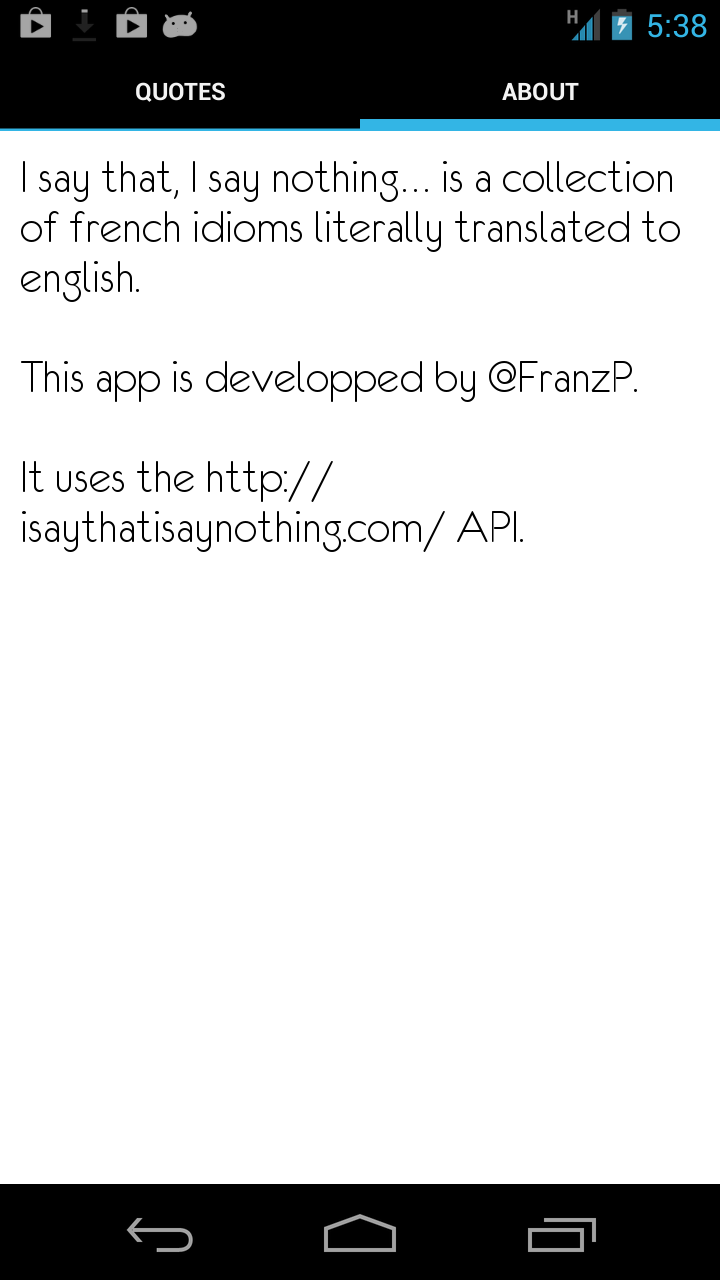 H 5:38
QUOTES ABOUT
I say that, I say nothing... is a collection
of french idioms literally translated to
english.
This app is developped by @FranzP.
It uses the http://
isaythatisaynothing.com/ API.